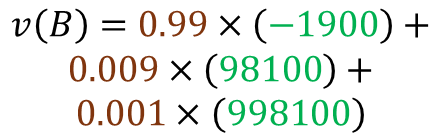 v(B) = 0.99 × (−1900) +
0.009 × (98100) +
0.001 × (998100)